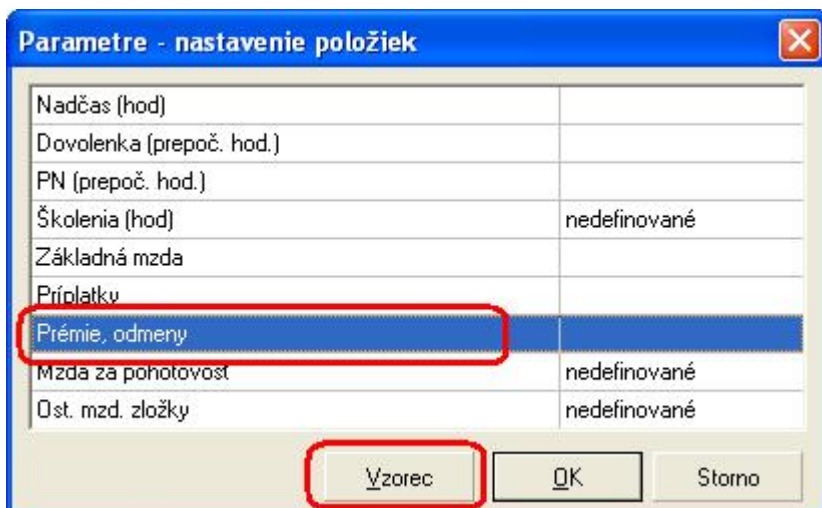 Parametre - nastavenie položiek
Nadčas (hod)
Dovolenka (prepoč. hod.)
PN (prepoč. hod.)
Školenia (hod) nedefinované
Základná mzda
Príplatky
Prémie, odmeny
Mzda za pohotovosť nedefinované
Ost. mzd. zložky nedefinované
Vzorec OK Storno